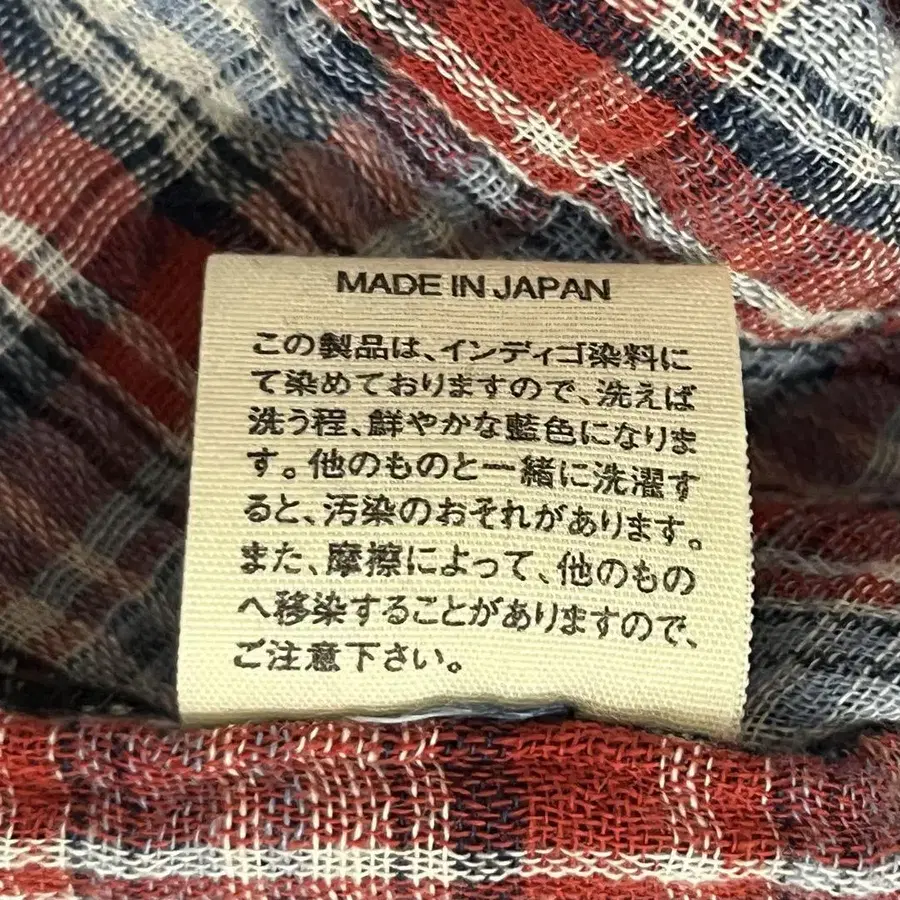 MADE IN JAPAN
この製品は、インディゴ染料に
て染めておりますので、洗えば
洗う程、鮮やかな藍色になりま
す。他のものと一緒に洗濯す
ると、汚染のおそれがあります。
また、摩擦によって、他のもの
へ移染することがありますので、
ご注意下さい。